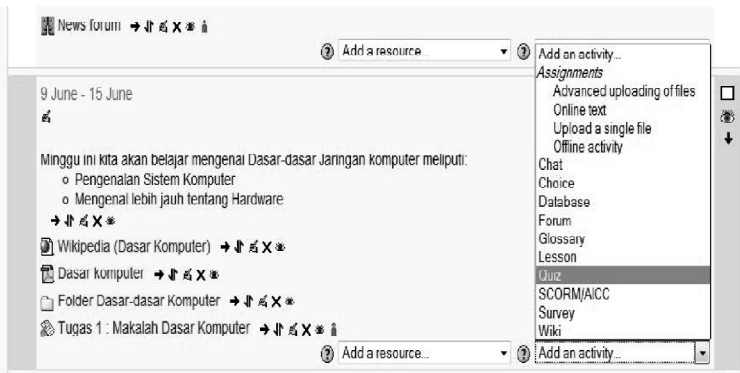 News forum
Add a resource...
Add an activity...
Assignments
Advanced uploading of files
Online text
Upload a single file
Offline activity
Chat
Choice
Database
Forum
Glossary
Lesson
Quiz
SCORM/AICC
Survey
Wiki
9 June - 15 June
Minggu ini kita akan belajar mengenai Dasar-dasar Jaringan komputer meliputi:
Pengenalan Sistem Komputer
Mengenal lebih jauh tentang Hardware
Wikipedia (Dasar Komputer)
Dasar komputer
Folder Dasar-dasar Komputer
Tugas 1 : Makalah Dasar Komputer
Add a resource...
Add an activity...